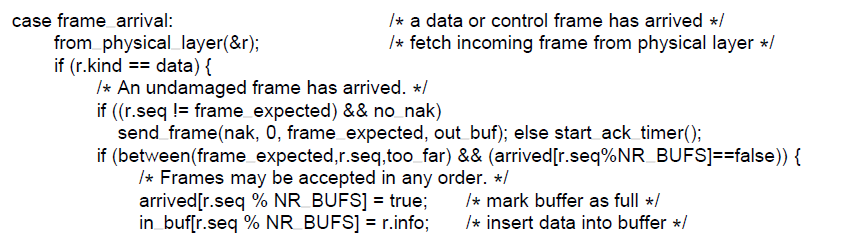 case frame_arrival: /* a data or control frame has arrived */
from_physical_layer(&r); /* fetch incoming frame from physical layer */
if (r.kind == data) {
/* An undamaged frame has arrived. */
if ((r.seq != frame_expected) && no_nak)
send_frame(nak, 0, frame_expected, out_buf); else start_ack_timer();
if (between(frame_expected,r.seq,too_far) && (arrived[r.seq%NR_BUFS]==false)) {
/* Frames may be accepted in any order. */
arrived[r.seq % NR_BUFS] = true; /* mark buffer as full */
in_buf[r.seq % NR_BUFS] = r.info; /* insert data into buffer */